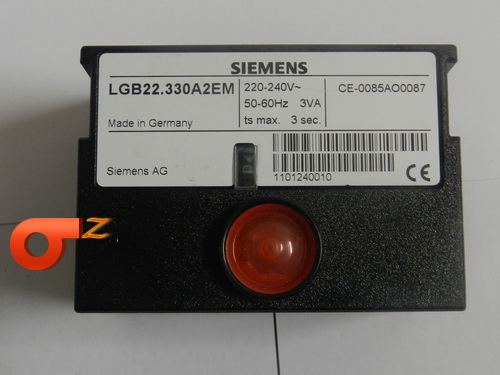 SIEMENS
LGB22.330A2EM
220-240V~
CE-0085AO0087
50-60Hz 3VA
Made in Germany
ts max. 3 sec.
Siemens AG
1101240010
CE
z